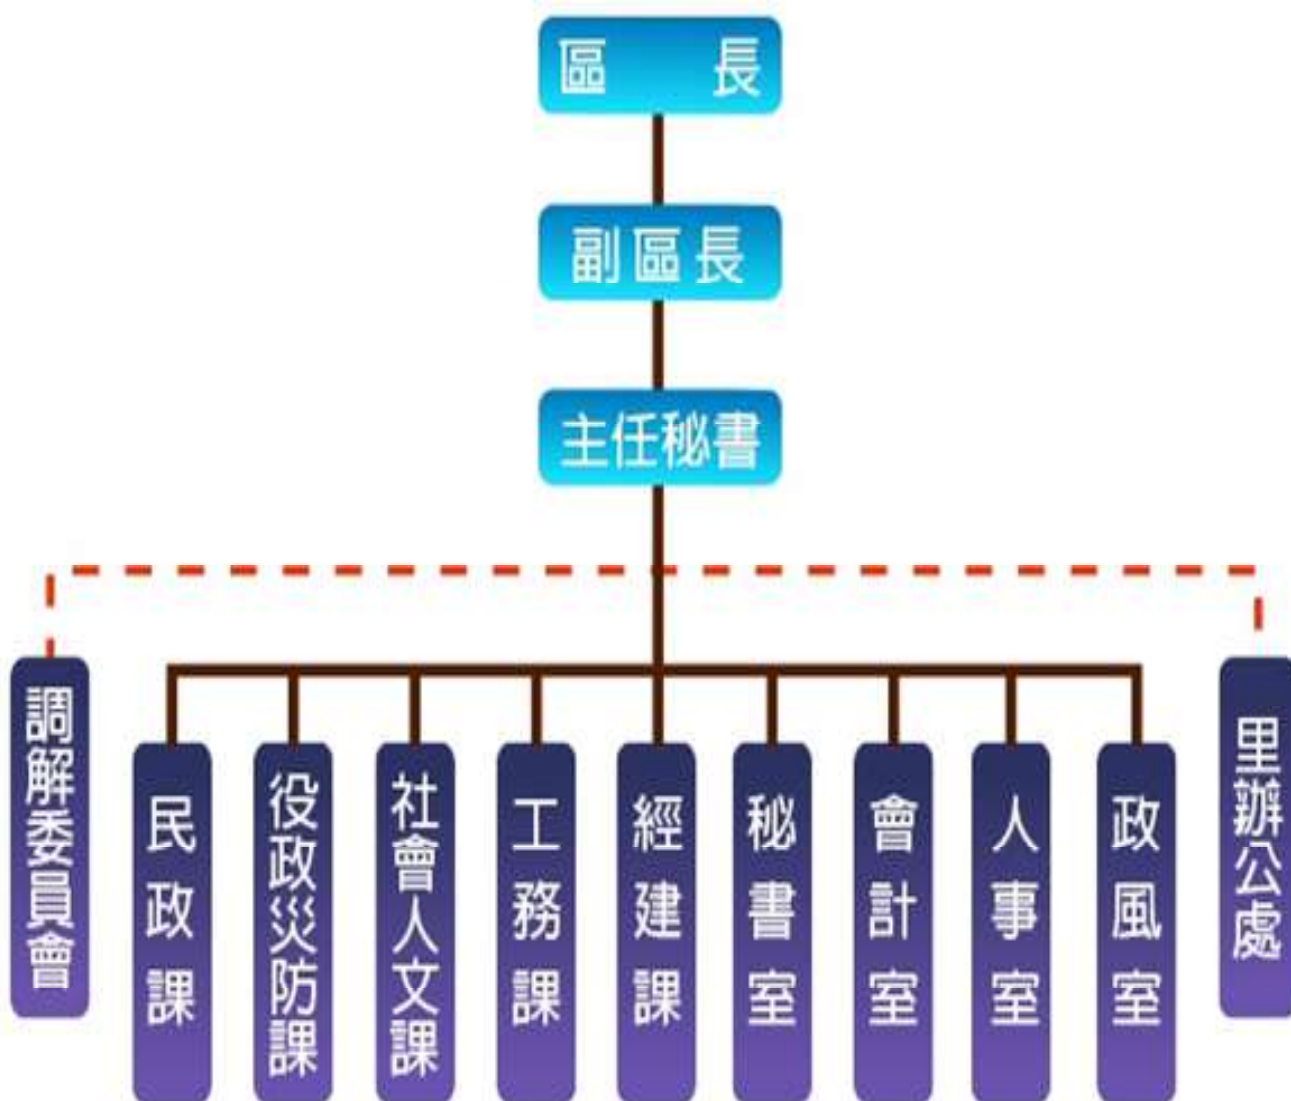 區長
副區長
主任秘書
調解委員會
民政課
役政災防課
社會人文課
工務課
經建課
秘書室
會計室
人事室
政風室
里辦公處